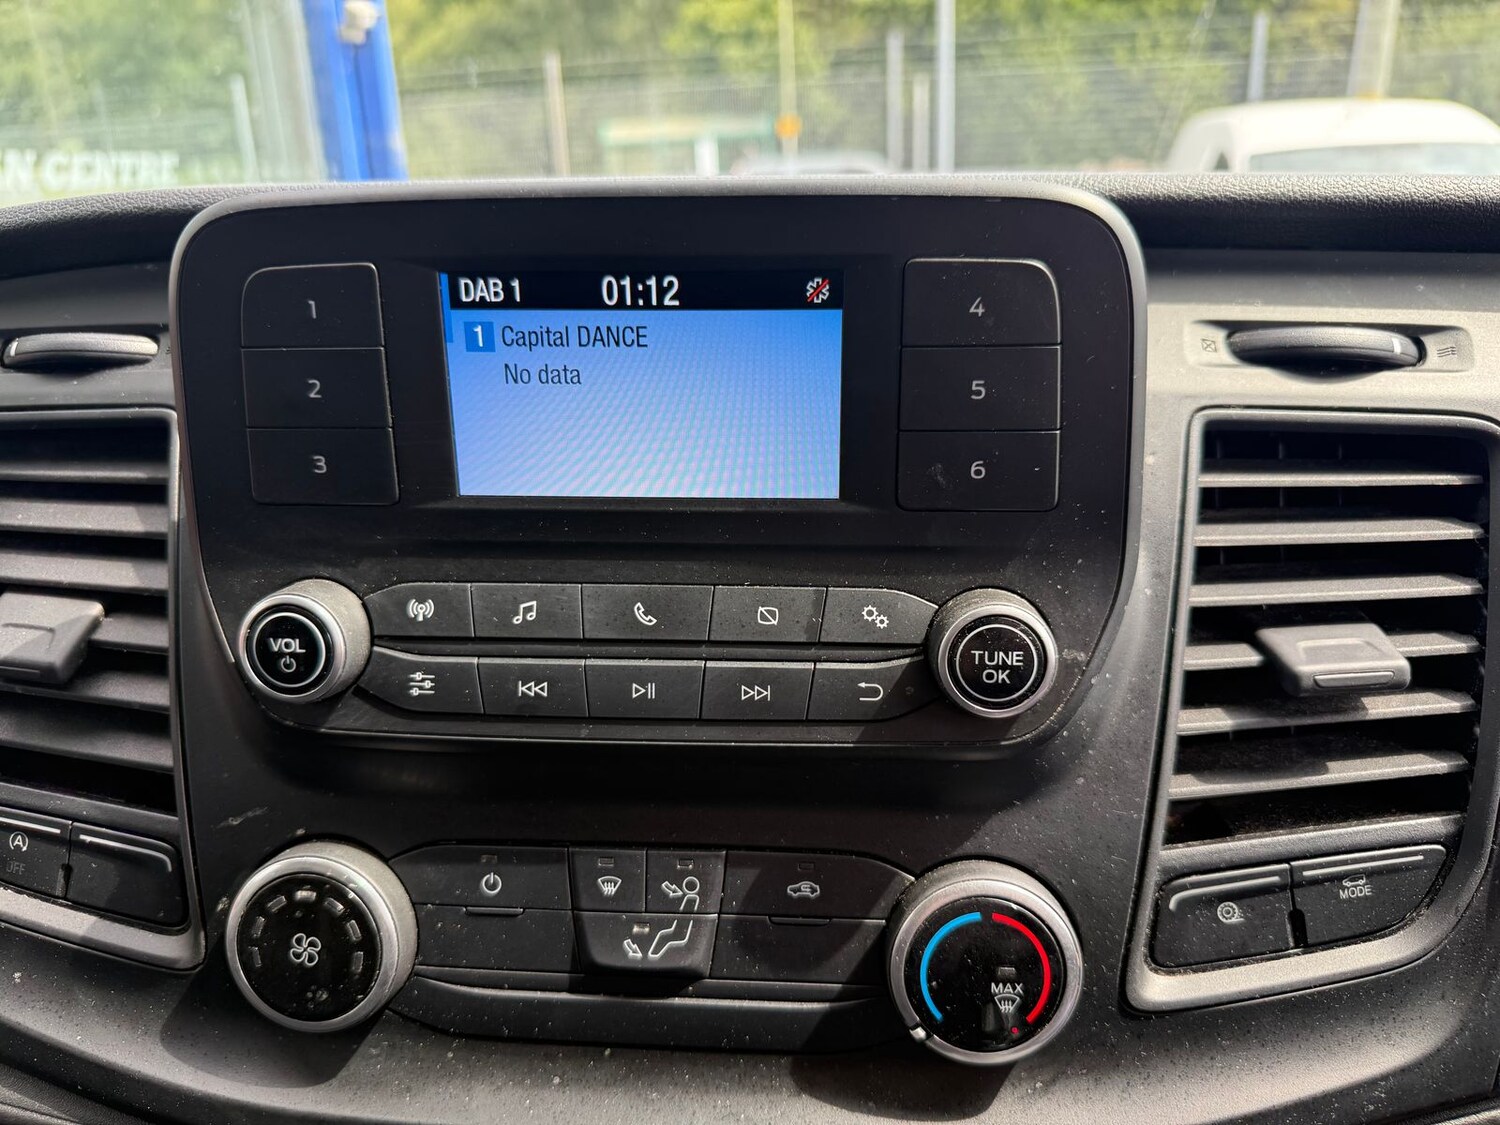 N CENTRE
DAB 1 01:12
1 Capital DANCE
No data
1
2
3
4
5
6
VOL
TUNE
OK
A
OFF
MAX
MODE